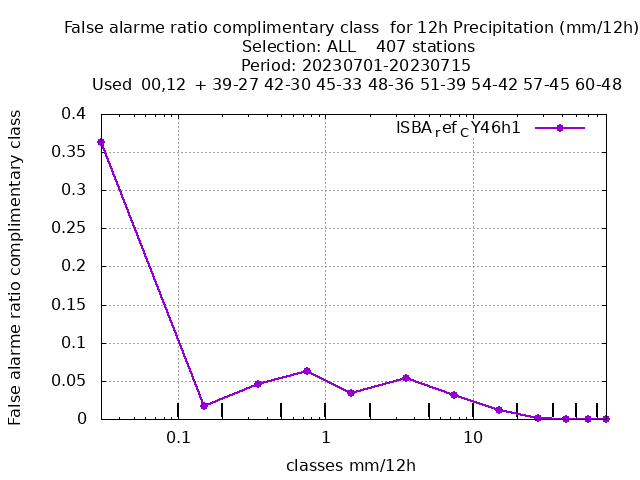 False alarme ratio complimentary class  for 12h Precipitation (mm/12h)
Selection: ALL    407 stations
Period: 20230701-20230715
Used  00,12  + 39-27 42-30 45-33 48-36 51-39 54-42 57-45 60-48
False alarme ratio complimentary class
0.4
0.35
0.3
0.25
0.2
0.15
0.1
0.05
0
ISBA_ref_CY46h1
0.1
1
10
classes mm/12h